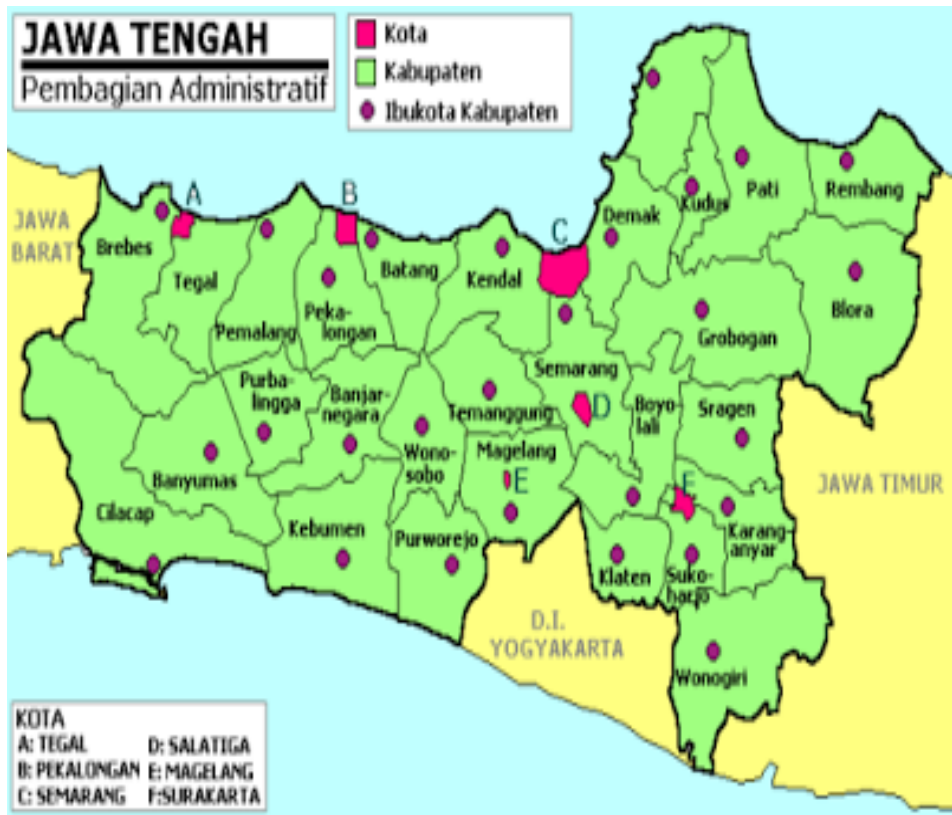 JAWA TENGAH
Pembagian Administratif
Kota
Kabupaten
Ibukota Kabupaten
A
B
C
JAWA
BARAT
Brebes
Tegal
Pemalang
Peka-
longan
Batang
Kendal
Demak
Kudus
Pati
Rembang
Blora
Grobogan
Semarang
D
Purba-
lingga
Banjar-
negara
Temanggung
Boyo
lali
Sragen
Wono-
sobo
Magelang
E
F
Banyumas
Cilacap
Kebumen
Purworejo
Klaten
Suko-
harjo
Karang-
anyar
JAWA TIMUR
D.I.
YOGYAKARTA
Wonogiri
KOTA
A: TEGAL
B: PEKALONGAN
C: SEMARANG
D: SALATIGA
E: MAGELANG
F:SURAKARTA